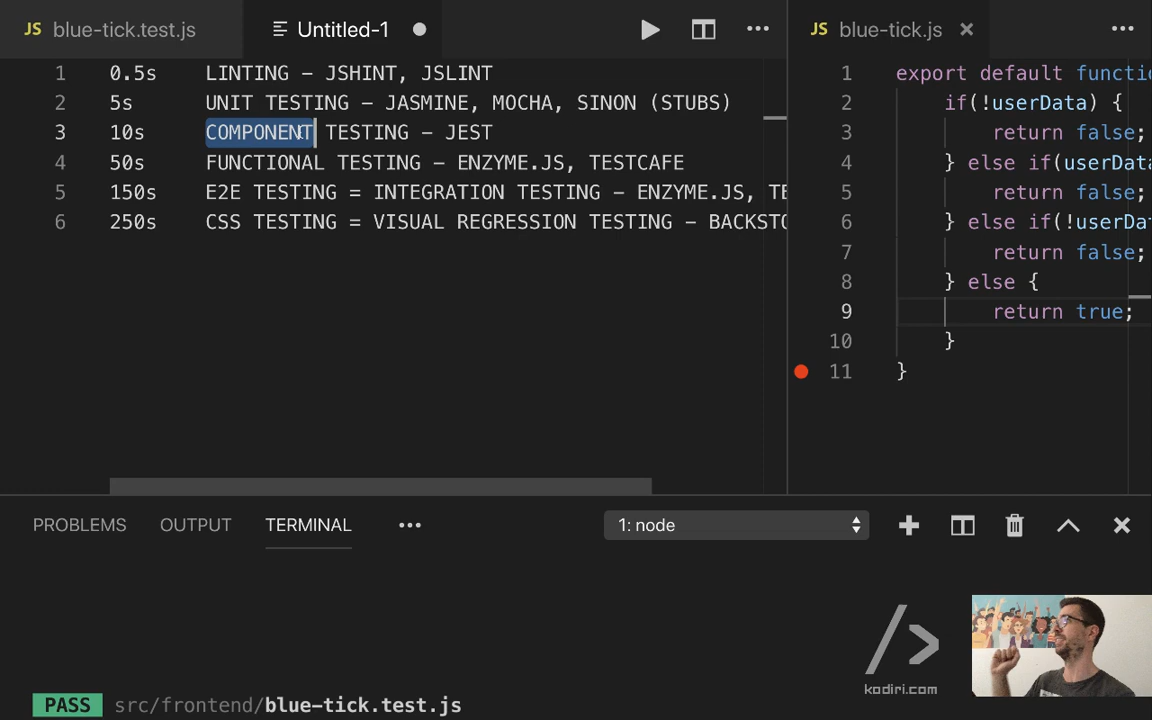 JS blue-tick.test.js
Untitled-1
JS blue-tick.js
1 0.5s LINTING - JSHINT, JSLINT
2 5s UNIT TESTING - JASMINE, MOCHA, SINON (STUBS)
3 10s COMPONENT TESTING - JEST
4 50s FUNCTIONAL TESTING - ENZYME.JS, TESTCAFE
5 150s E2E TESTING = INTEGRATION TESTING - ENZYME.JS, TE
6 250s CSS TESTING = VISUAL REGRESSION TESTING - BACKSTO
1 export default functi
2 if(!userData) {
3 return false;
4 } else if(userData
5 return false;
6 } else if(!userDa
7 return false;
8 } else {
9 return true;
10 }
11 }
PROBLEMS OUTPUT TERMINAL
1: node
/>
kodiri.com
PASS src/frontend/blue-tick.test.js